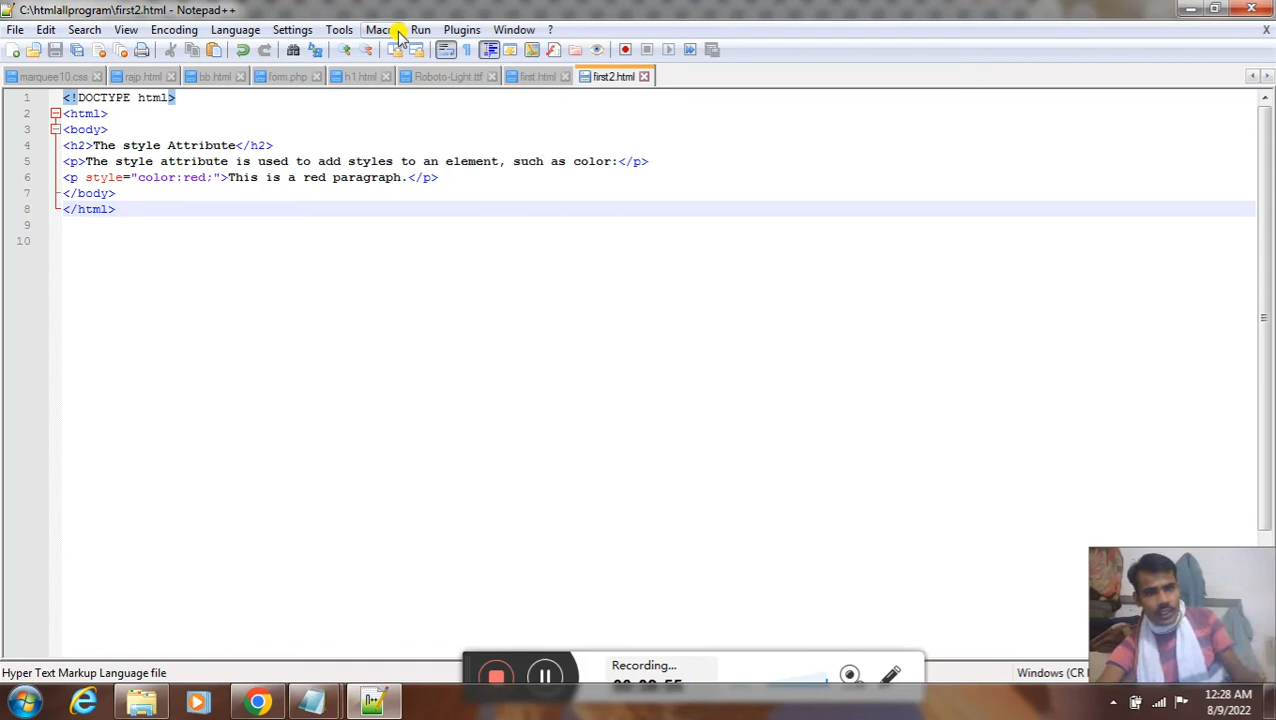 C:\htmlallprogram\first2.html - Notepad++
File Edit Search View Encoding Language Settings Tools Macro Run Plugins Window ? X
marquee10.css rajp.html bb.html form.php h1.html Roboto-Light.ttf first.html first2.html
1 <!DOCTYPE html>
2 <html>
3 <body>
4 <h2>The style Attribute</h2>
5 <p>The style attribute is used to add styles to an element, such as color:</p>
6 <p style="color:red;">This is a red paragraph.</p>
7 </body>
8 </html>
9
10
Recording...
Hyper Text Markup Language file
Windows (CR
12:28 AM
8/9/2022